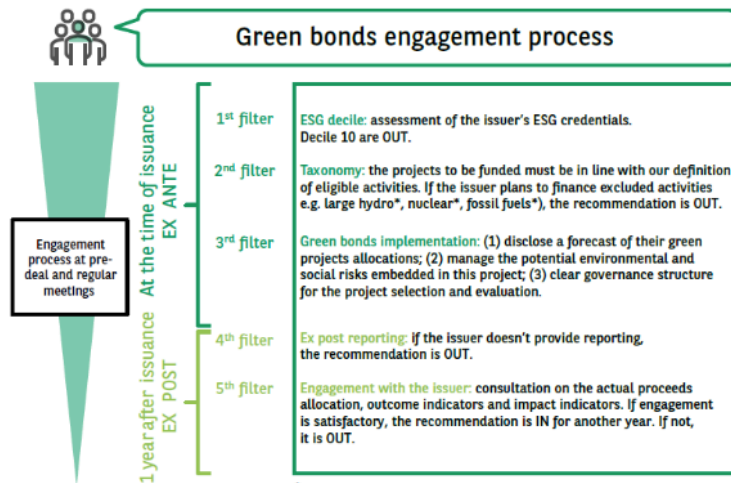 Green bonds engagement process
At the time of issuance
EX ANTE
1st filter
ESG decile: assessment of the issuer's ESG credentials.
Decile 10 are OUT.
2nd filter
Taxonomy: the projects to be funded must be in line with our definition
of eligible activities. If the issuer plans to finance excluded activities
e.g. large hydro*, nuclear*, fossil fuels*), the recommendation is OUT.
3rd filter
Green bonds implementation: (1) disclose a forecast of their green
projects allocations; (2) manage the potential environmental and
social risks embedded in this project; (3) clear governance structure
for the project selection and evaluation.
Engagement
process at pre-
deal and regular
meetings
1 year after issuance
EX POST
4th filter
Ex post reporting: if the issuer doesn't provide reporting,
the recommendation is OUT.
5th filter
Engagement with the issuer: consultation on the actual proceeds
allocation, outcome indicators and impact indicators. If engagement
is satisfactory, the recommendation is IN for another year. If not,
it is OUT.